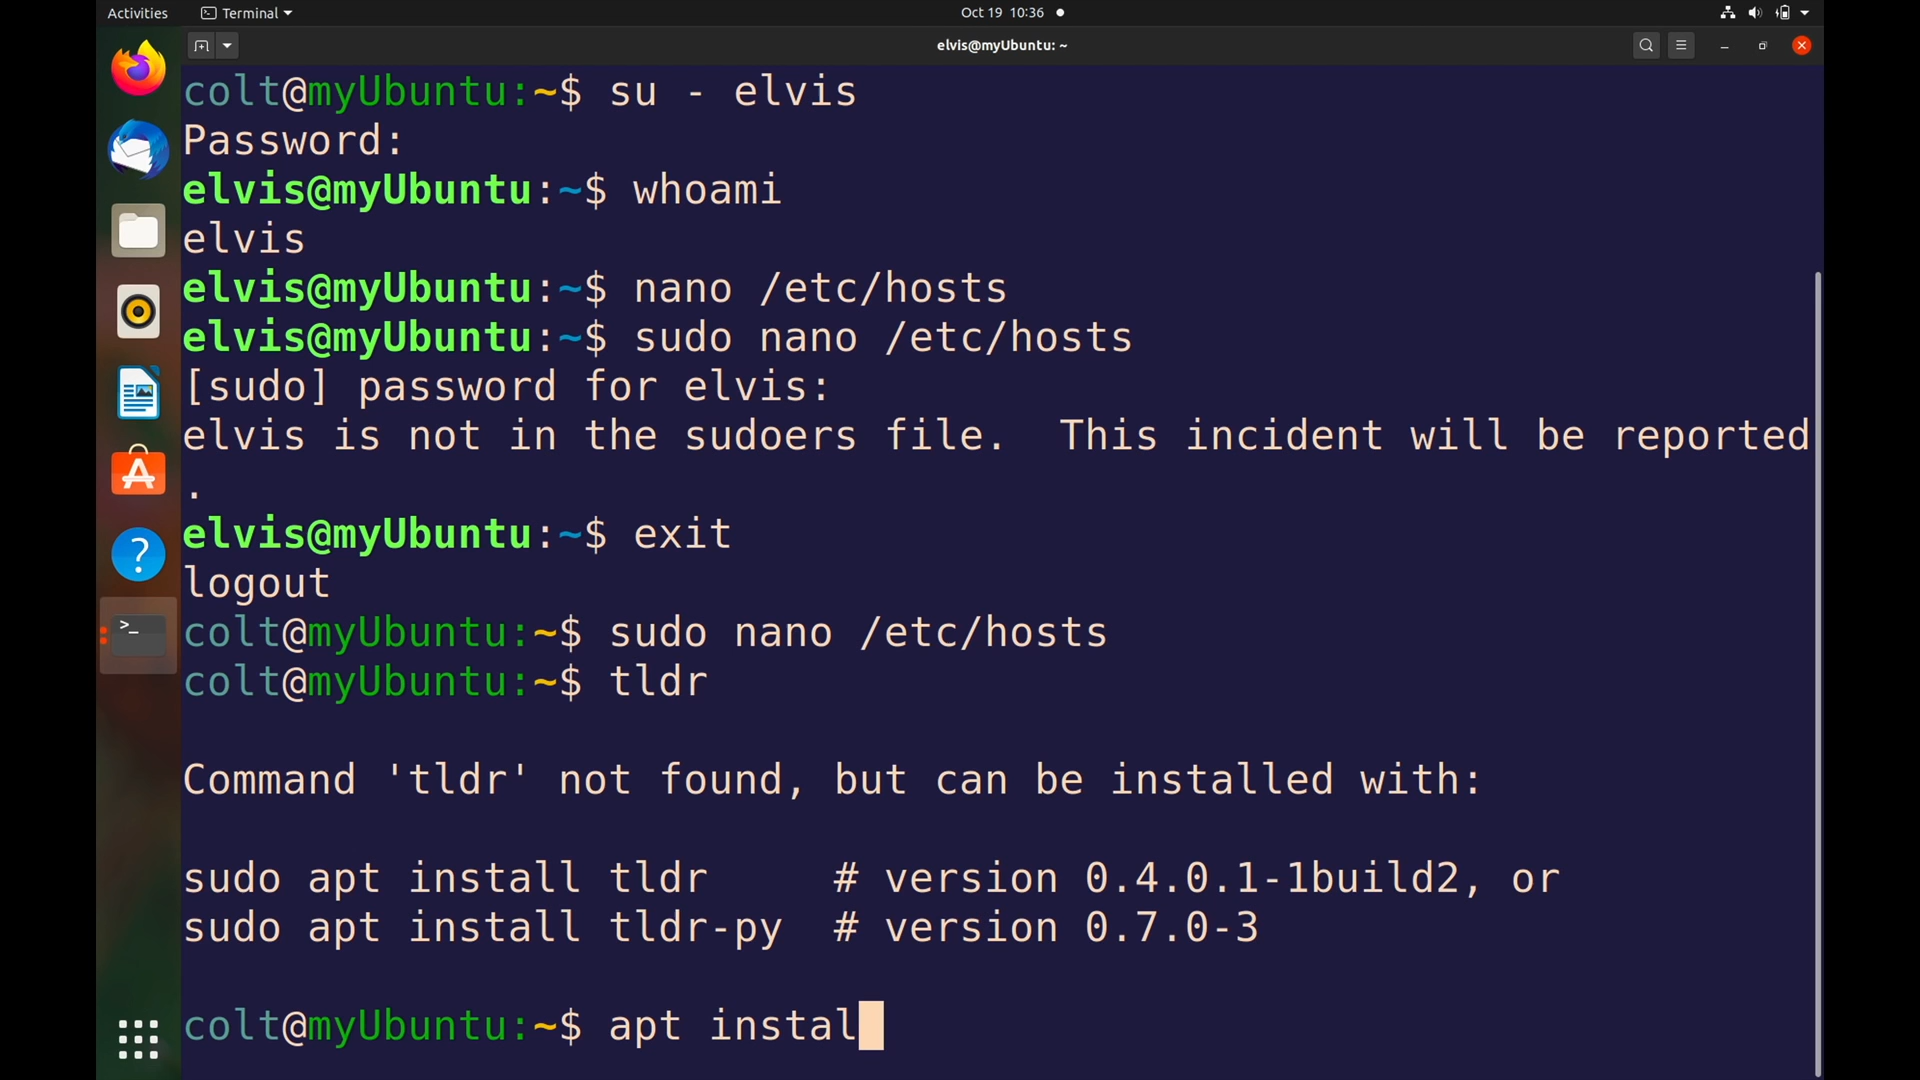 Activities Terminal Oct 19 10:36
elvis@myUbuntu: ~
colt@myUbuntu:~$ su - elvis
Password:
elvis@myUbuntu:~$ whoami
elvis
elvis@myUbuntu:~$ nano /etc/hosts
elvis@myUbuntu:~$ sudo nano /etc/hosts
[sudo] password for elvis:
elvis is not in the sudoers file.  This incident will be reported
.
elvis@myUbuntu:~$ exit
logout
colt@myUbuntu:~$ sudo nano /etc/hosts
colt@myUbuntu:~$ tldr
Command 'tldr' not found, but can be installed with:
sudo apt install tldr     # version 0.4.0.1-1build2, or
sudo apt install tldr-py  # version 0.7.0-3
colt@myUbuntu:~$ apt instal